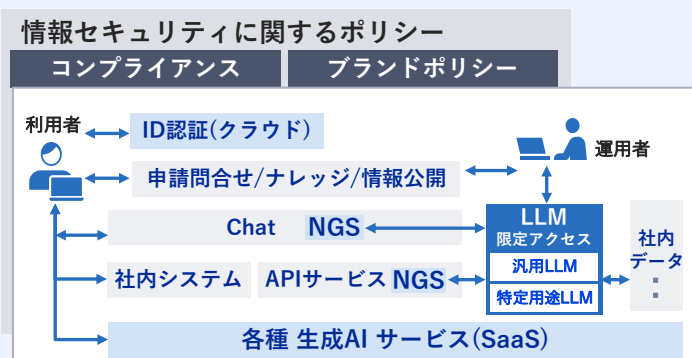 情報セキュリティに関するポリシー
コンプライアンス
ブランドポリシー
利用者
ID認証(クラウド)
運用者
申請問合せ/ナレッジ/情報公開
Chat NGS
LLM
限定アクセス
汎用LLM
特定用途LLM
社内
データ
:
社内システム
APIサービス NGS
各種 生成AI サービス(SaaS)